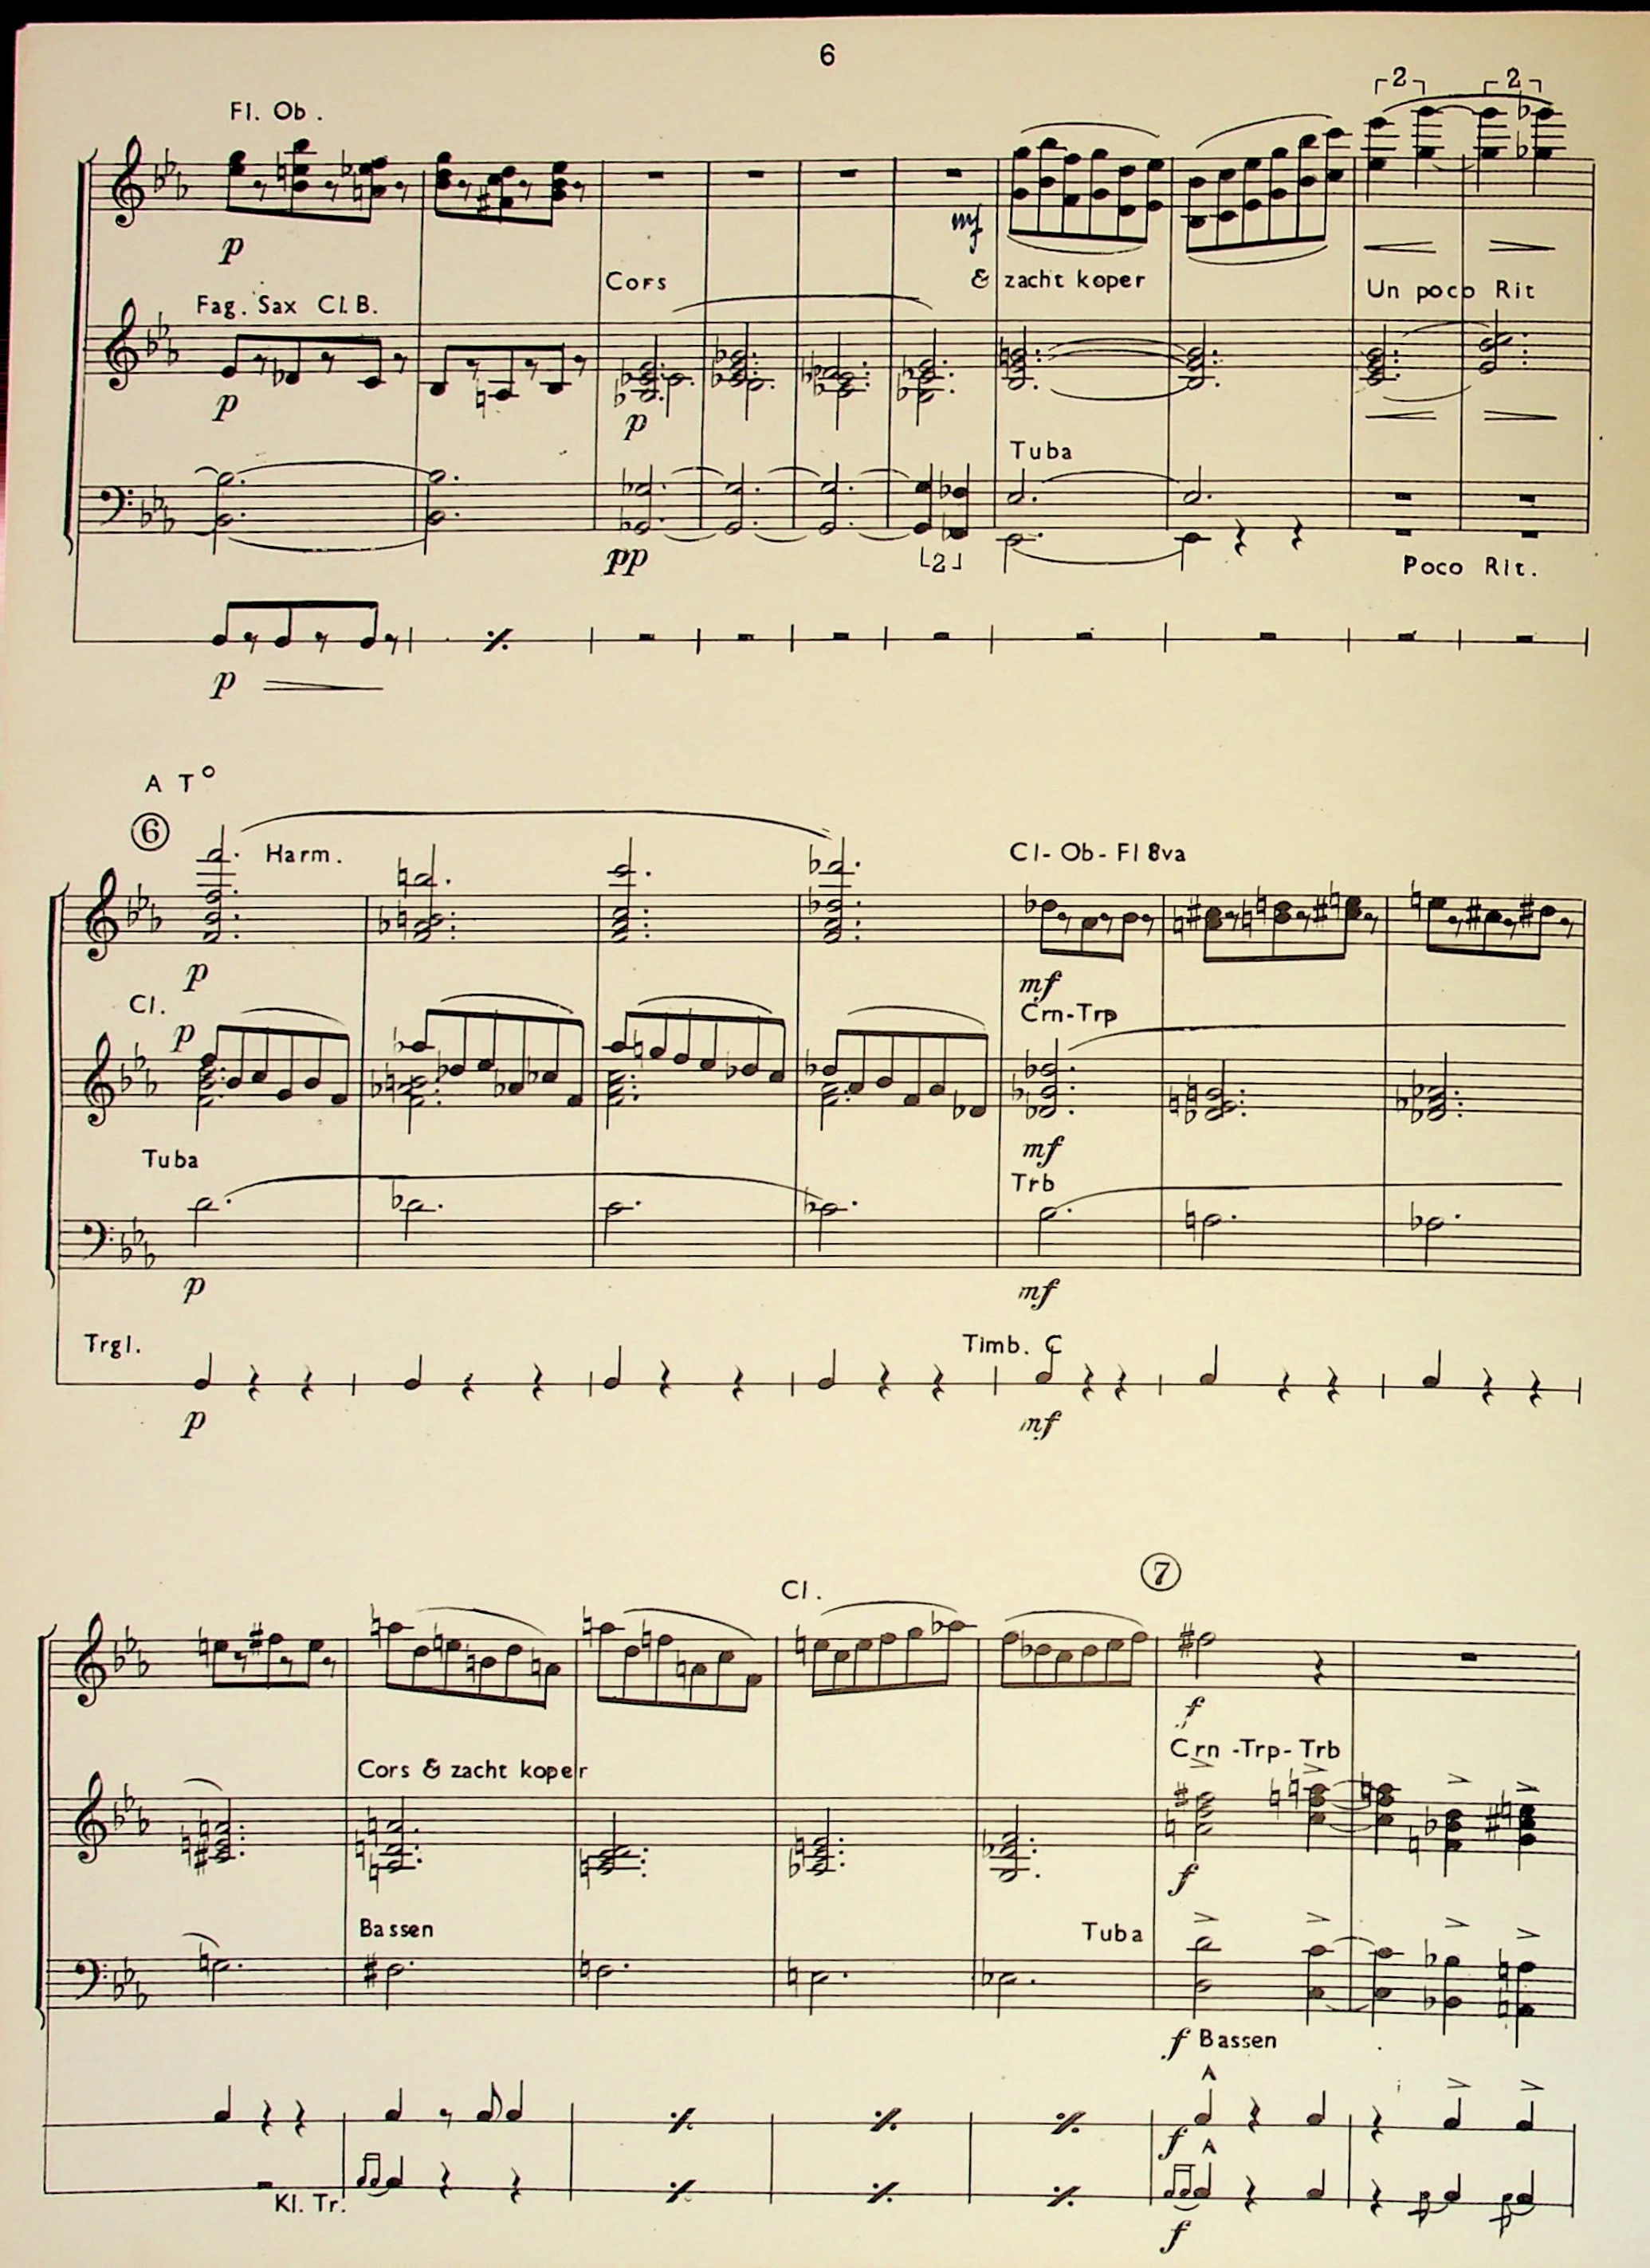 6
2 2
Fl. Ob.
p
mf
Cors & zacht koper Un poco Rit
Fag. Sax Cl. B.
p p
Tuba
pp 2 Poco Rit.
p
A T°
6
Harm. Cl- Ob- Fl 8va
p mf
Cl. Crn-Trp
p
mf
Tuba Trb
p mf
Trgl. Timb. C
p mf
7
Cl.
f
Crn -Trp- Trb
Cors & zacht koper
f
Bassen Tuba
f Bassen
f
Kl. Tr.
f